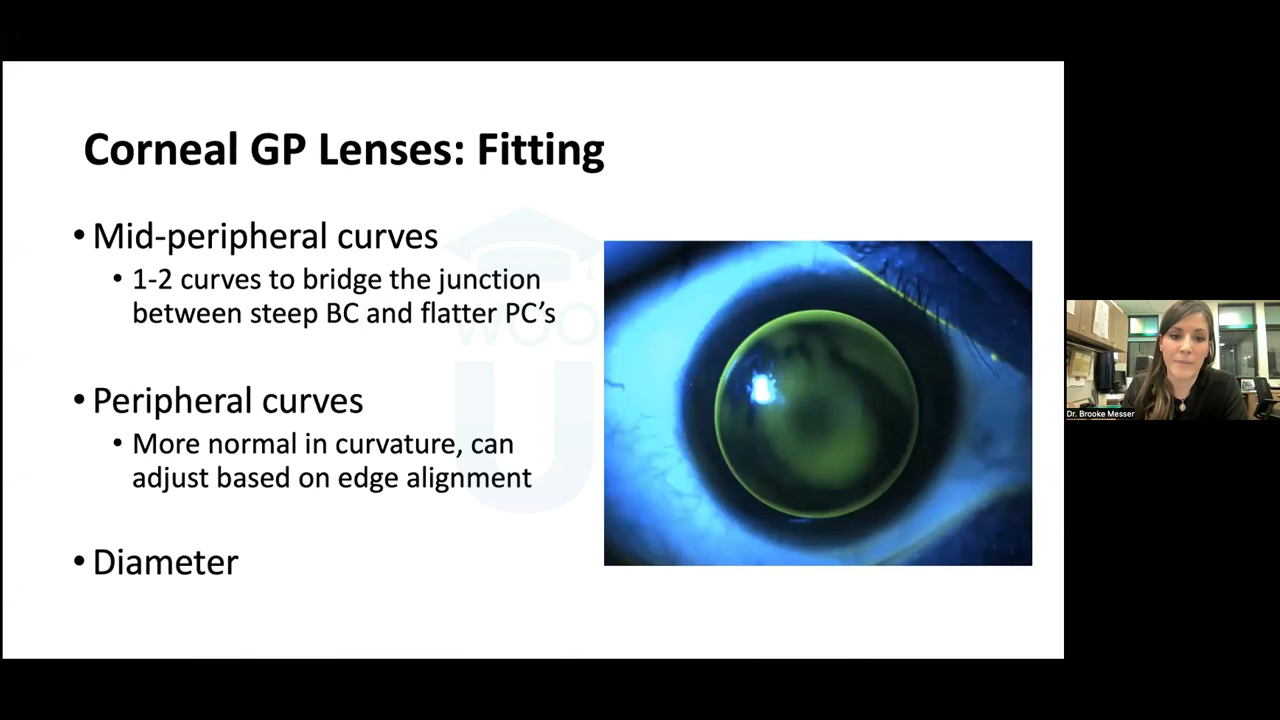 Corneal GP Lenses: Fitting
• Mid-peripheral curves
• 1-2 curves to bridge the junction
between steep BC and flatter PC's
• Peripheral curves
• More normal in curvature, can
adjust based on edge alignment
• Diameter
WOO
U
Dr. Brooke Messer